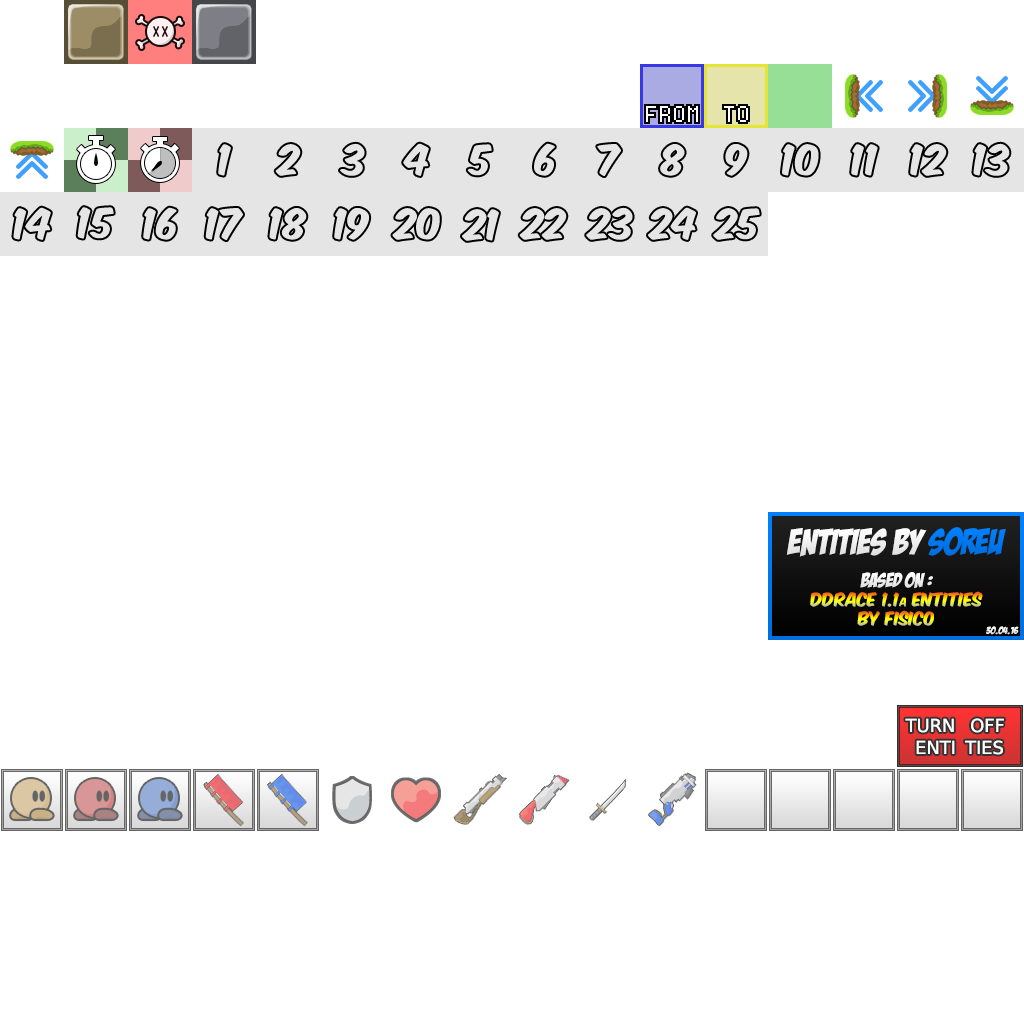 FROM TO
1 2 3 4 5 6 7 8 9 10 11 12 13
14 15 16 17 18 19 20 21 22 23 24 25
ENTITIES BY SOREU
BASED ON :
DDRACE 1.1A ENTITIES
BY FISICO
30.04.16
TURN OFF
ENTI TIES